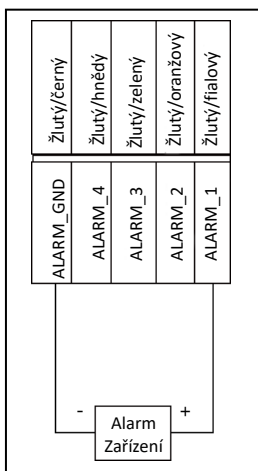 Žlutý/černý
Žlutý/hnědý
Žlutý/zelený
Žlutý/oranžový
Žlutý/fialový
ALARM_GND
ALARM_4
ALARM_3
ALARM_2
ALARM_1
-
+
Alarm
Zařízení